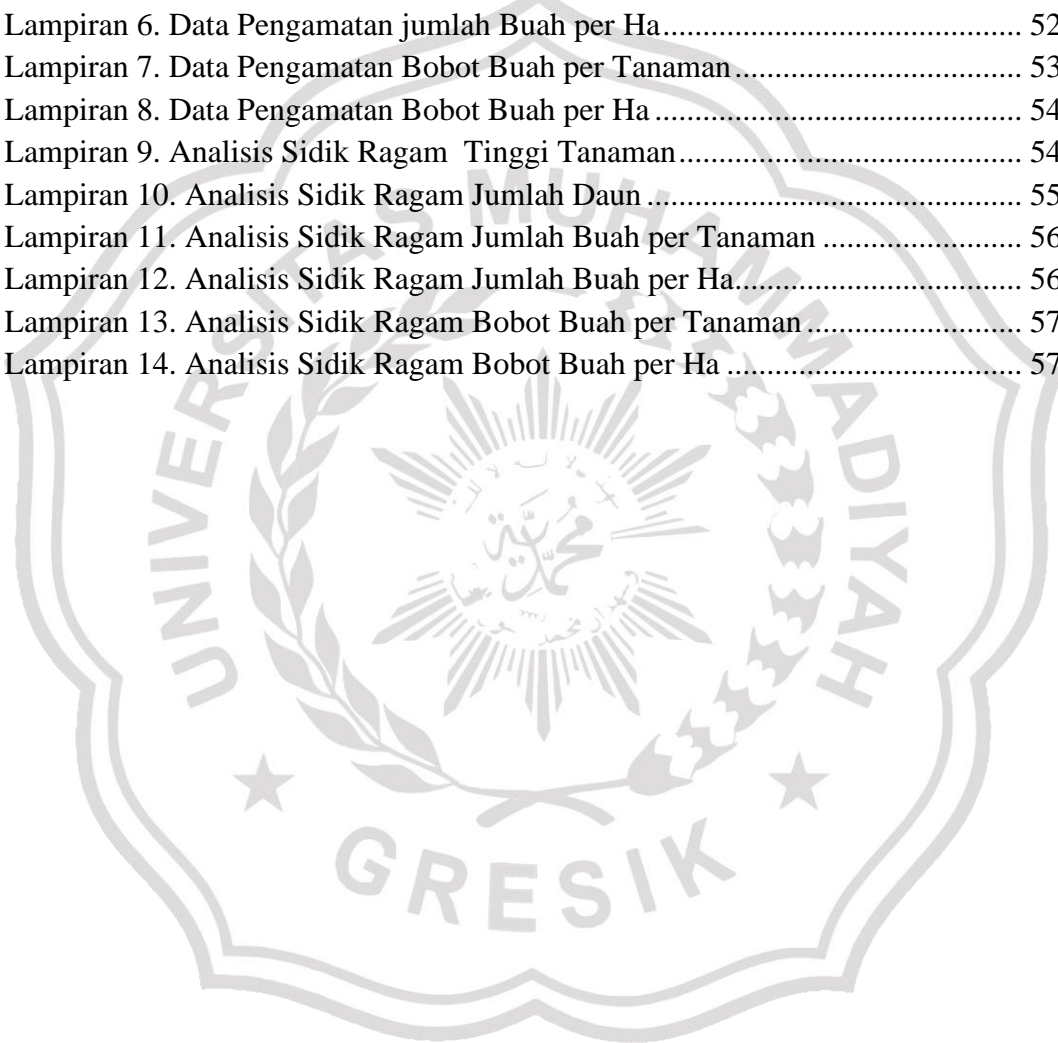 Lampiran 6. Data Pengamatan jumlah Buah per Ha.......................................... 52
Lampiran 7. Data Pengamatan Bobot Buah per Tanaman.................................. 53
Lampiran 8. Data Pengamatan Bobot Buah per Ha........................................... 54
Lampiran 9. Analisis Sidik Ragam  Tinggi Tanaman........................................ 54
Lampiran 10. Analisis Sidik Ragam Jumlah Daun............................................ 55
Lampiran 11. Analisis Sidik Ragam Jumlah Buah per Tanaman....................... 56
Lampiran 12. Analisis Sidik Ragam Jumlah Buah per Ha................................. 56
Lampiran 13. Analisis Sidik Ragam Bobot Buah per Tanaman......................... 57
Lampiran 14. Analisis Sidik Ragam Bobot Buah per Ha.................................. 57
UNIVERSITAS MUHAMMADIYAH
GRESIK